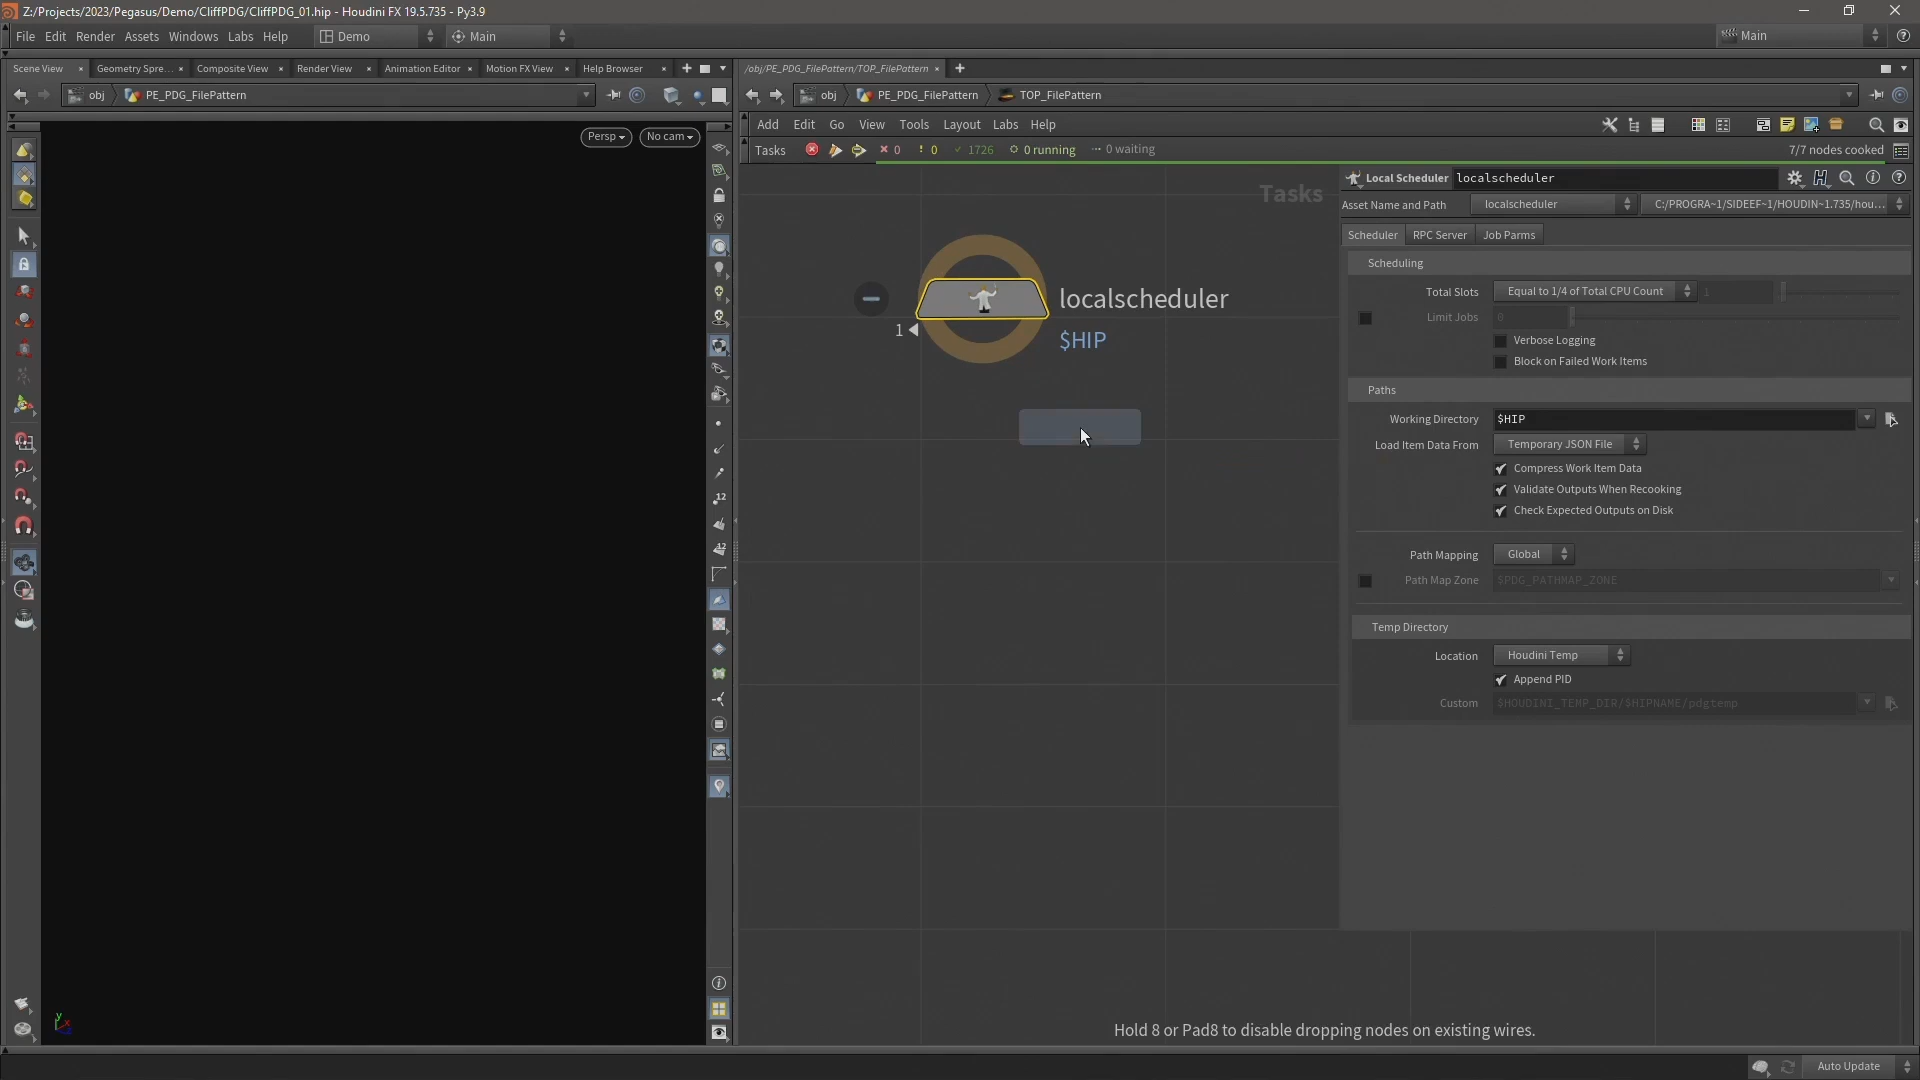 Z:/Projects/2023/Pegasus/Demo/CliffPDG/CliffPDG_01.hip - Houdini FX 19.5.735 - Py3.9
File Edit Render Assets Windows Labs Help Demo Main Main
Scene View Geometry Spre... Composite View Render View Animation Editor Motion FX View Help Browser
/obj/PE_PDG_FilePattern/TOP_FilePattern
obj PE_PDG_FilePattern
obj PE_PDG_FilePattern TOP_FilePattern
Persp No cam
Add Edit Go View Tools Layout Labs Help
Tasks 0 0 1726 0 running 0 waiting 7/7 nodes cooked
Tasks
localscheduler
$HIP
1
Local Scheduler localscheduler
Asset Name and Path localscheduler C:/PROGRA~1/SIDEEF~1/HOUDIN~1.735/hou...
Scheduler RPC Server Job Parms
Scheduling
Total Slots Equal to 1/4 of Total CPU Count 1
Limit Jobs 0
Verbose Logging
Block on Failed Work Items
Paths
Working Directory $HIP
Load Item Data From Temporary JSON File
Compress Work Item Data
Validate Outputs When Recooking
Check Expected Outputs on Disk
Path Mapping Global
Path Map Zone $PDG_PATHMAP_ZONE
Temp Directory
Location Houdini Temp
Append PID
Custom $HOUDINI_TEMP_DIR/$HIPNAME/pdgtemp
12
12
y
x
Hold 8 or Pad8 to disable dropping nodes on existing wires.
Auto Update